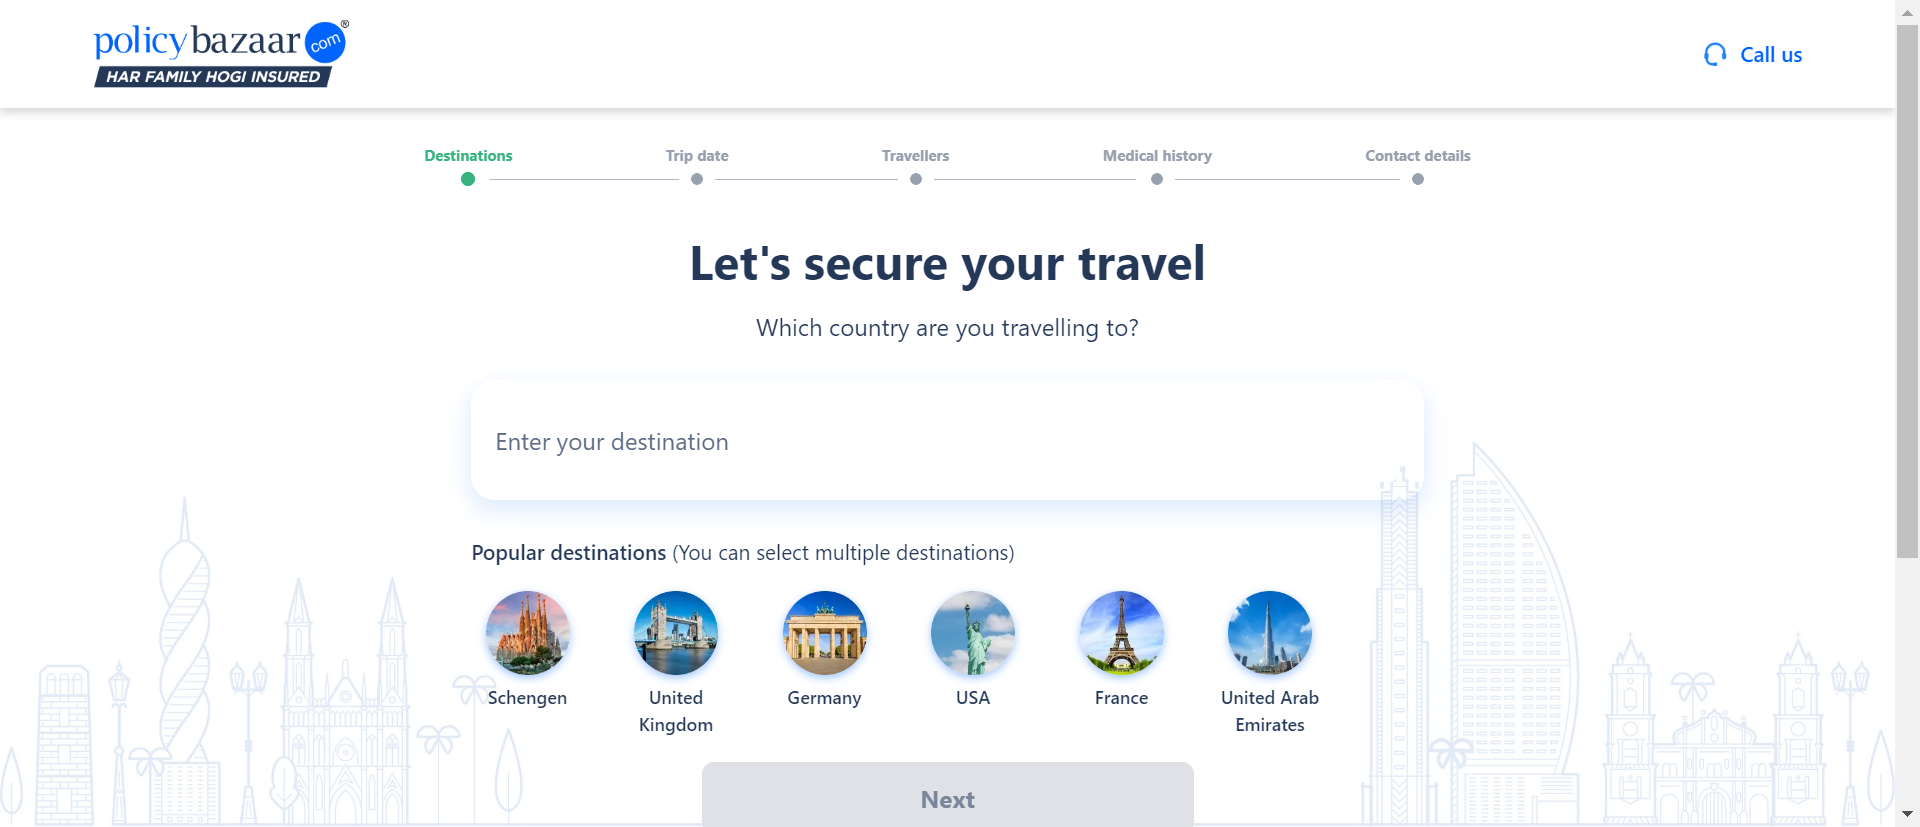 policybazaar com ®
HAR FAMILY HOGI INSURED
Call us
Destinations
Trip date
Travellers
Medical history
Contact details
Let's secure your travel
Which country are you travelling to?
Enter your destination
Popular destinations (You can select multiple destinations)
Schengen
United
Kingdom
Germany
USA
France
United Arab
Emirates
Next